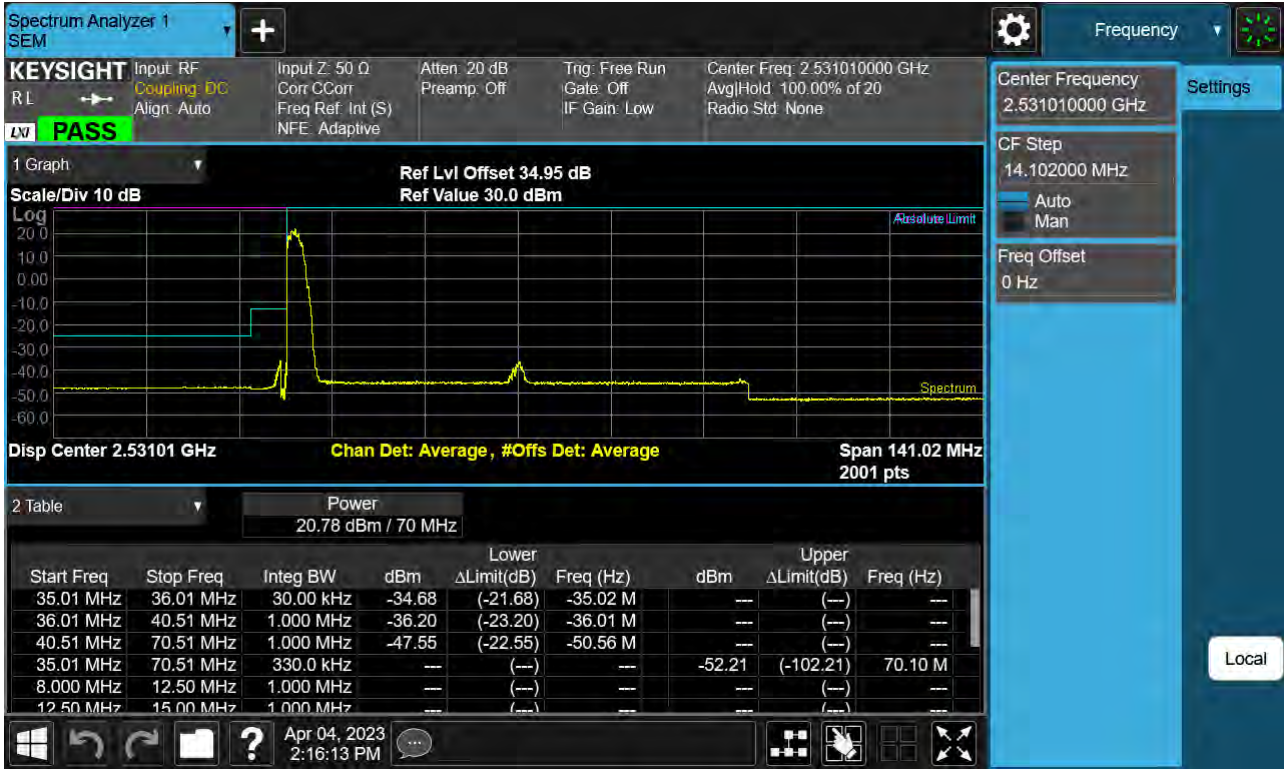 Spectrum Analyzer 1
SEM
Frequency
KEYSIGHT
R L
LXI
PASS
Input: RF
Coupling: DC
Align: Auto
Input Z: 50 Ω
Corr CCorr
Freq Ref: Int (S)
NFE: Adaptive
Atten: 20 dB
Preamp: Off
Trig: Free Run
Gate: Off
IF Gain: Low
Center Freq: 2.531010000 GHz
Avg|Hold: 100.00% of 20
Radio Std: None
Center Frequency
2.531010000 GHz
Settings
CF Step
14.102000 MHz
Auto
Man
Freq Offset
0 Hz
Local
1 Graph
Scale/Div 10 dB
Ref Lvl Offset 34.95 dB
Ref Value 30.0 dBm
Log
Absolute Limit
20.0
10.0
0.00
-10.0
-20.0
-30.0
-40.0
-50.0
-60.0
Spectrum
Disp Center 2.53101 GHz
Chan Det: Average , #Offs Det: Average
Span 141.02 MHz
2001 pts
2 Table
Power
20.78 dBm / 70 MHz
Lower Upper
Start Freq Stop Freq Integ BW dBm ΔLimit(dB) Freq (Hz) dBm ΔLimit(dB) Freq (Hz)
35.01 MHz 36.01 MHz 30.00 kHz -34.68 (-21.68) -35.02 M --- (---) ---
36.01 MHz 40.51 MHz 1.000 MHz -36.20 (-23.20) -36.01 M --- (---) ---
40.51 MHz 70.51 MHz 1.000 MHz -47.55 (-22.55) -50.56 M --- (---) ---
35.01 MHz 70.51 MHz 330.0 kHz --- (---) --- -52.21 (-102.21) 70.10 M
8.000 MHz 12.50 MHz 1.000 MHz --- (---) --- --- (---) ---
12.50 MHz 15.00 MHz 1.000 MHz --- (---) --- --- (---) ---
?
Apr 04, 2023
2:16:13 PM